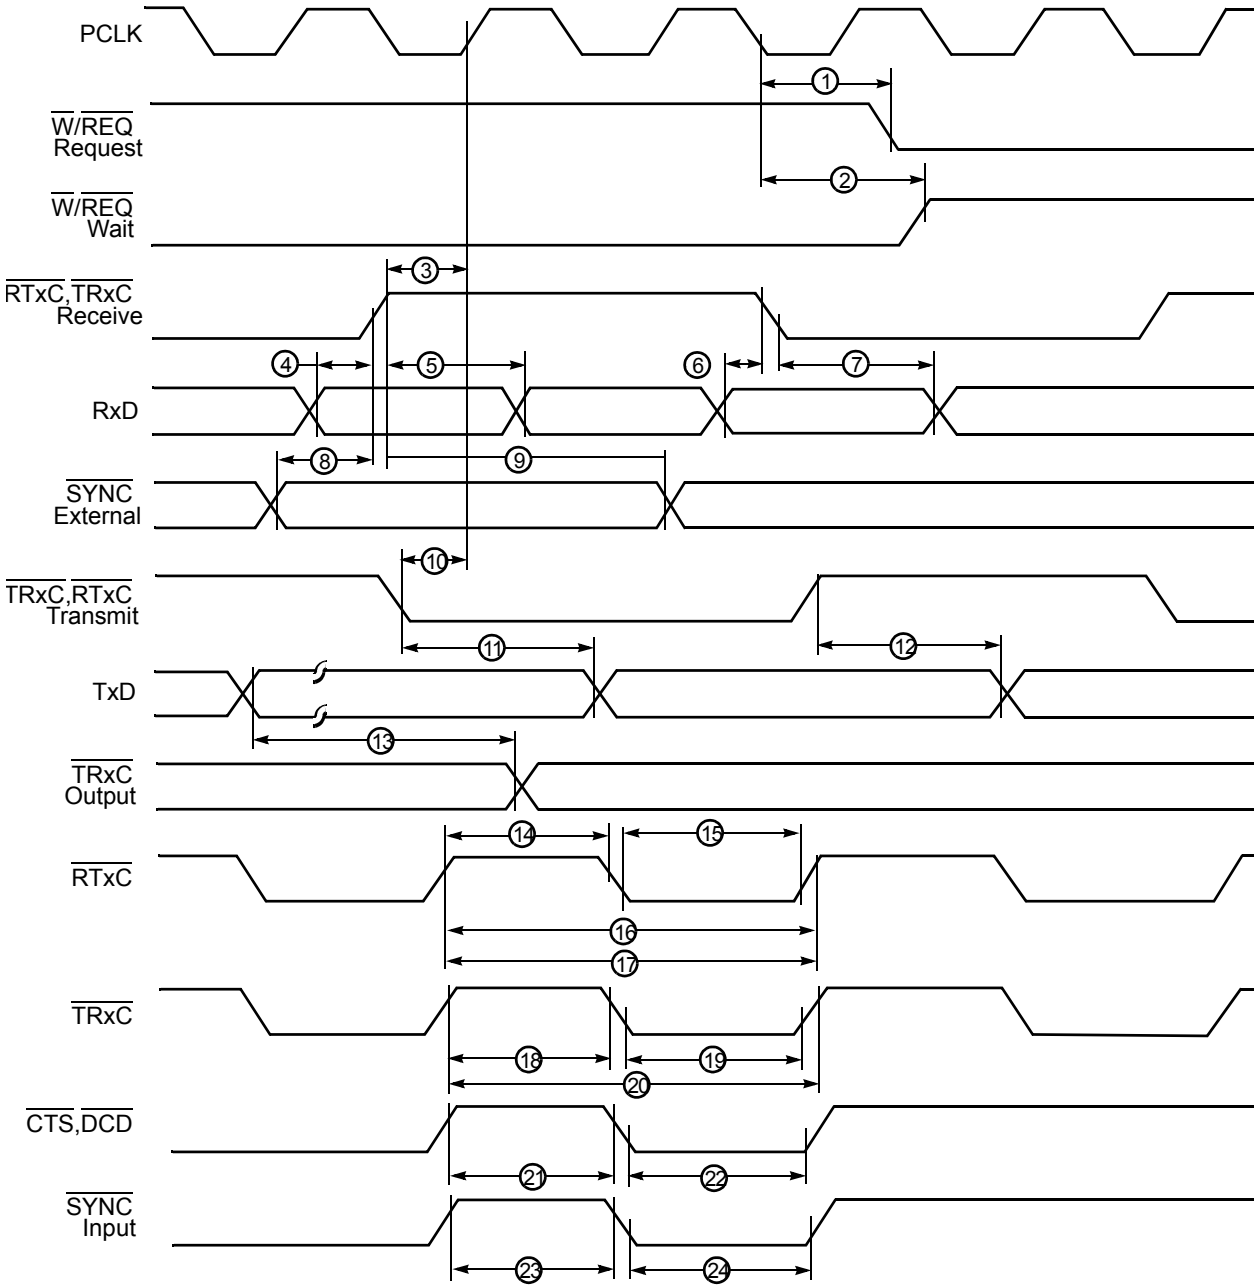 PCLK
1
W/REQ
Request
2
W/REQ
Wait
3
RTxC,TRxC
Receive
4 5 6 7
RxD
8 9
SYNC
External
10
TRxC,RTxC
Transmit
11 12
TxD
13
TRxC
Output
14 15
RTxC
16
17
TRxC
18 19
20
CTS,DCD
21 22
SYNC
Input
23 24